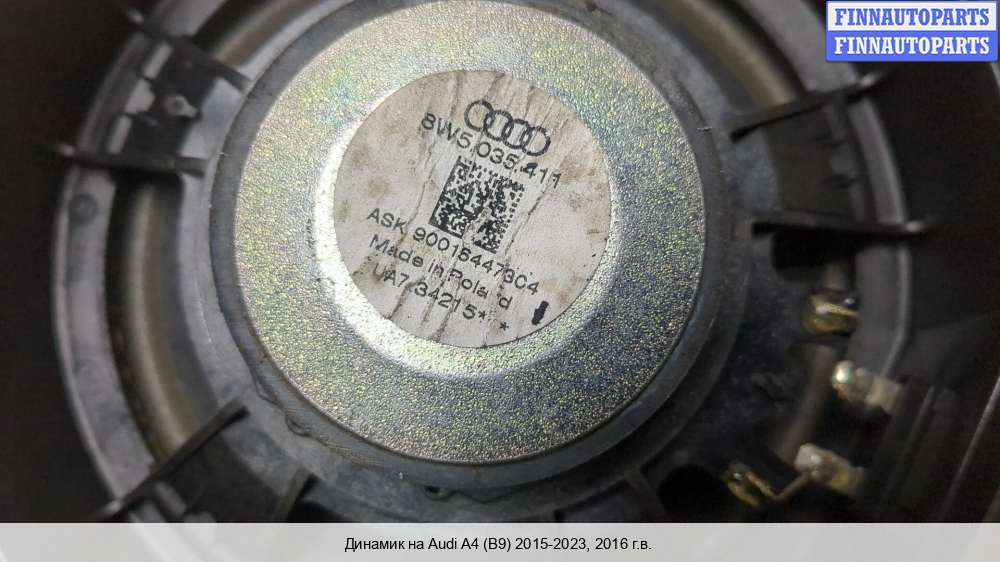 FINNAUTOPARTS
FINNAUTOPARTS
8W5.035.411
ASK 900164473C4
Made in Pola d
UA7 34215* *
Динамик на Audi A4 (B9) 2015-2023, 2016 г.в.